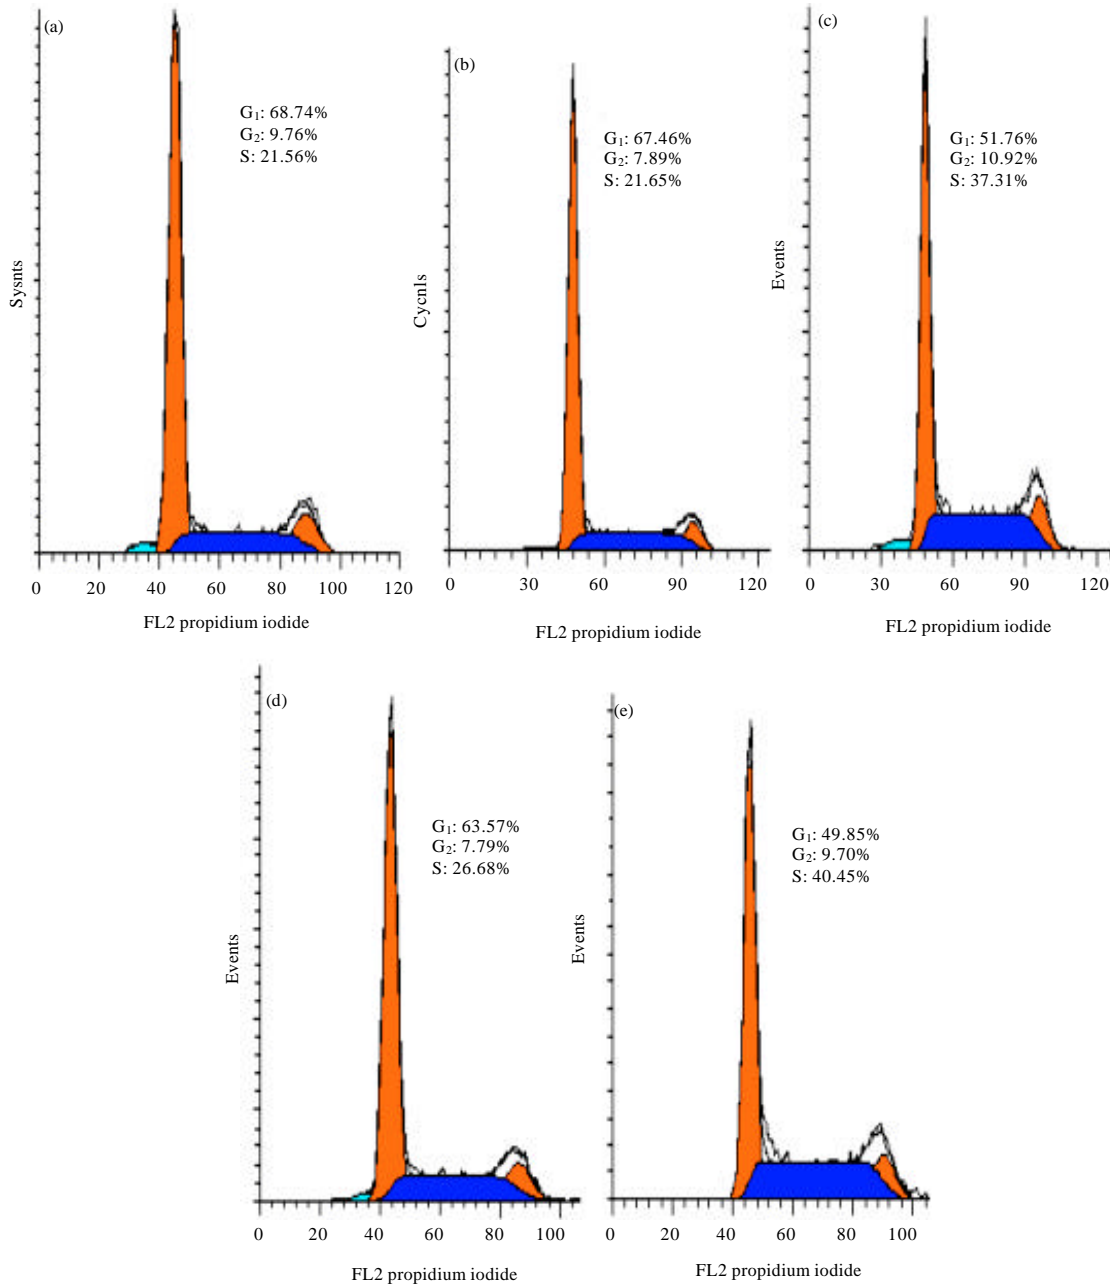 (a)
G₁: 68.74%
G₂: 9.76%
S: 21.56%
Sysnts
0 20 40 60 80 100 120
FL2 propidium iodide
(b)
G₁: 67.46%
G₂: 7.89%
S: 21.65%
Cycnls
0 30 60 90 120
FL2 propidium iodide
(c)
G₁: 51.76%
G₂: 10.92%
S: 37.31%
Events
0 30 60 90 120
FL2 propidium iodide
(d)
G₁: 63.57%
G₂: 7.79%
S: 26.68%
Events
0 20 40 60 80 100
FL2 propidium iodide
(e)
G₁: 49.85%
G₂: 9.70%
S: 40.45%
Events
0 20 40 60 80 100
FL2 propidium iodide